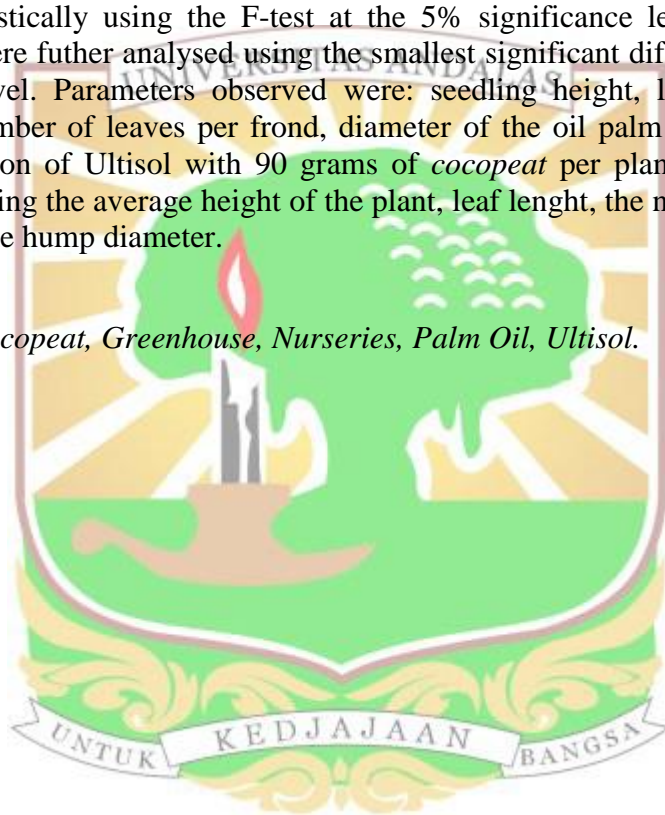 stically using the F-test at the 5% significance le
ere futher analysed using the smallest significant dif
vel. Parameters observed were: seedling height, l
mber of leaves per frond, diameter of the oil palm
on of Ultisol with 90 grams of cocopeat per plan
ing the average height of the plant, leaf lenght, the
e hump diameter.
UNIVERSITAS ANDALAS
copeat, Greenhouse, Nurseries, Palm Oil, Ultisol.
UNTUK KEDJAJAAN BANGSA